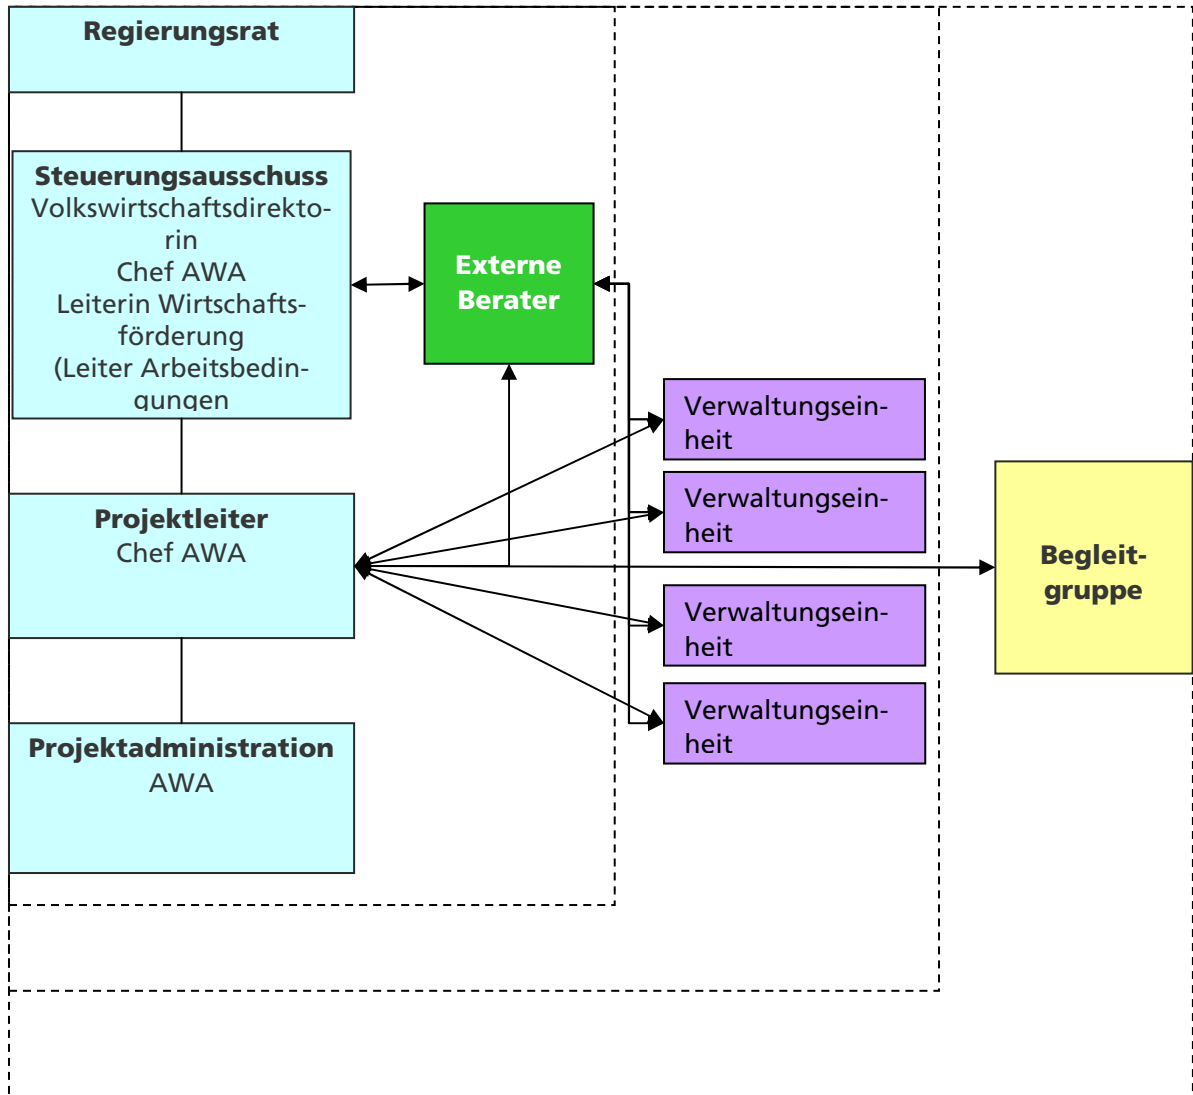 Regierungsrat
Steuerungsausschuss
Volkswirtschaftsdirekto-
rin
Chef AWA
Leiterin Wirtschafts-
förderung
(Leiter Arbeitsbedin-
gungen
Externe
Berater
Verwaltungsein-
heit
Verwaltungsein-
heit
Projektleiter
Chef AWA
Begleit-
gruppe
Verwaltungsein-
heit
Verwaltungsein-
heit
Projektadministration
AWA